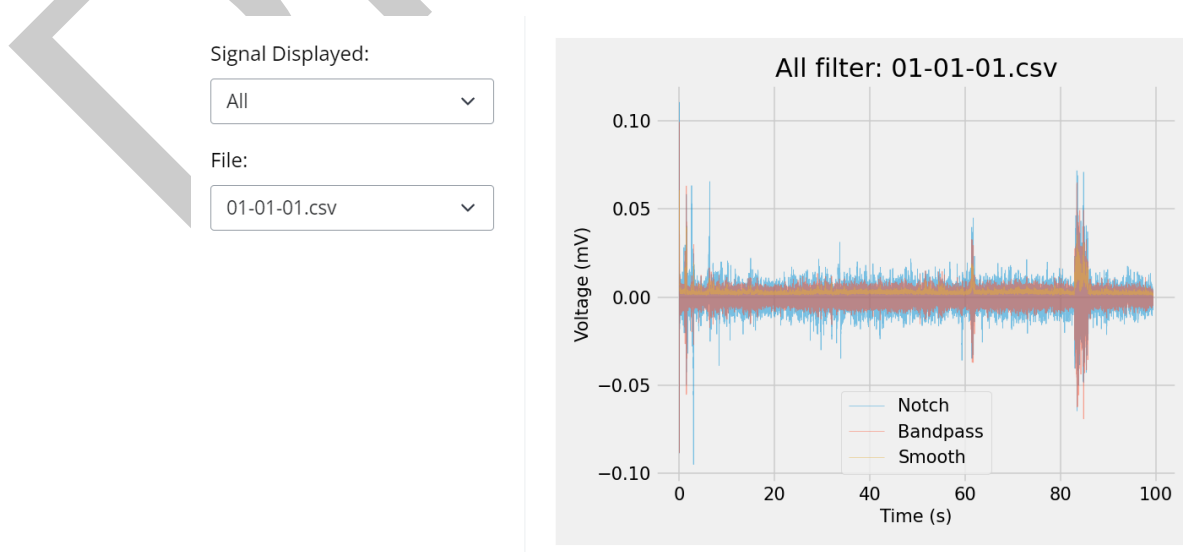 Signal Displayed:
All
File:
01-01-01.csv
All filter: 01-01-01.csv
Voltage (mV)
0.10
0.05
0.00
−0.05
−0.10
Notch
Bandpass
Smooth
0 20 40 60 80 100
Time (s)